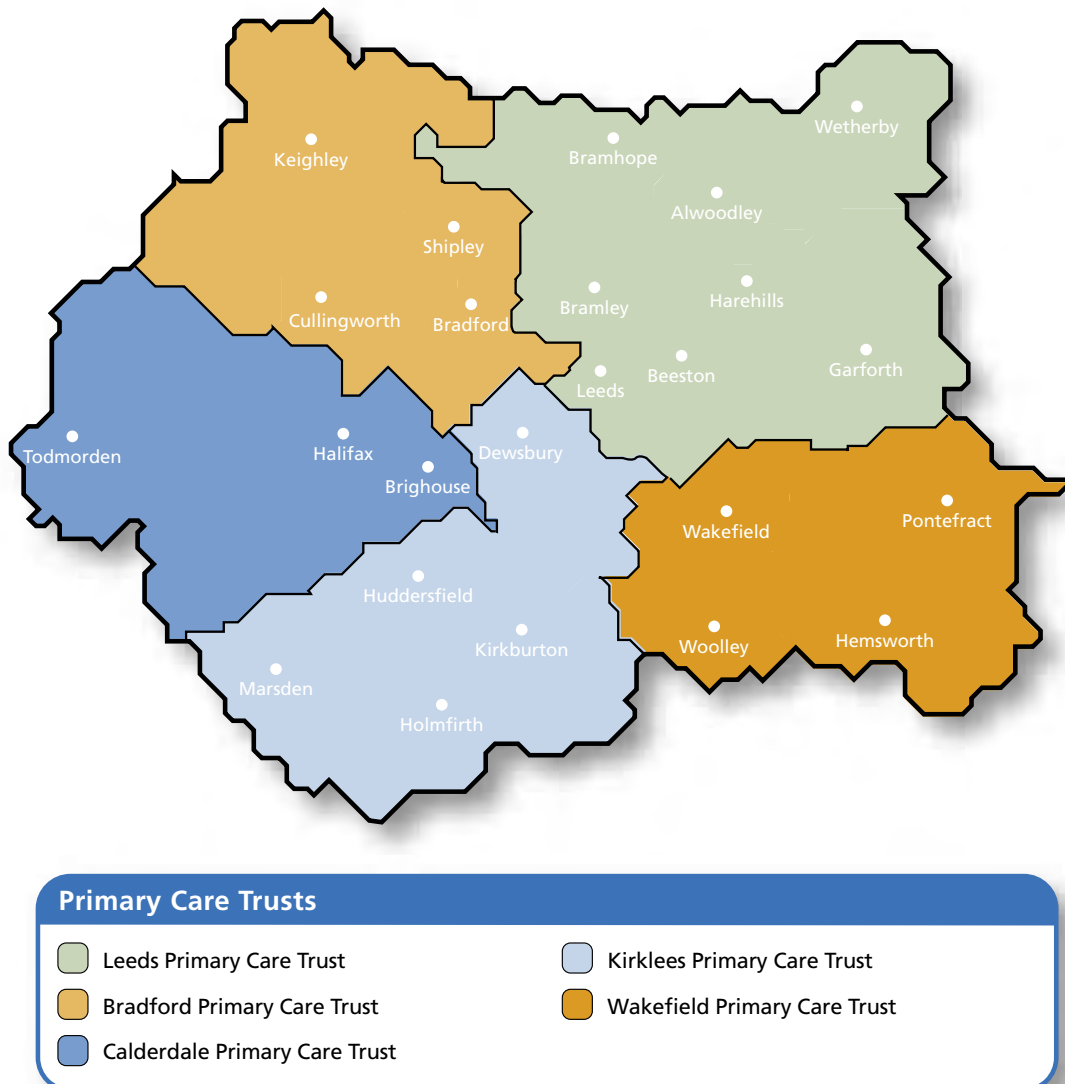 Wetherby
Bramhope
Keighley
Alwoodley
Shipley
Bramley
Harehills
Cullingworth
Bradford
Garforth
Beeston
Leeds
Todmorden
Halifax
Dewsbury
Brighouse
Pontefract
Wakefield
Huddersfield
Hemsworth
Kirkburton
Woolley
Marsden
Holmfirth
Primary Care Trusts
Leeds Primary Care Trust
Bradford Primary Care Trust
Calderdale Primary Care Trust
Kirklees Primary Care Trust
Wakefield Primary Care Trust